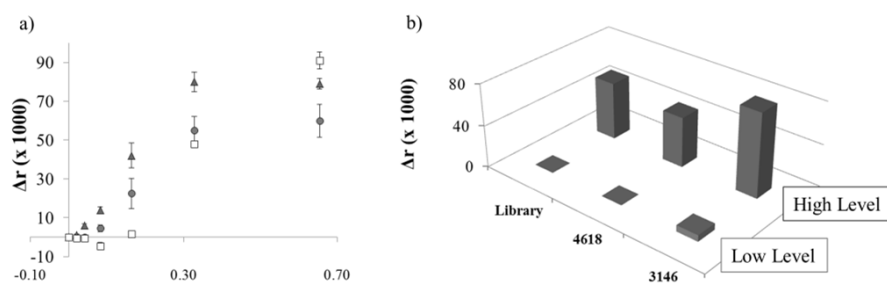 a)
Δr (x 1000)
90
70
50
30
10
-10
-0.10
0.30
0.70
b)
Δr (x 1000)
80
40
0
Library
4618
3146
High Level
Low Level